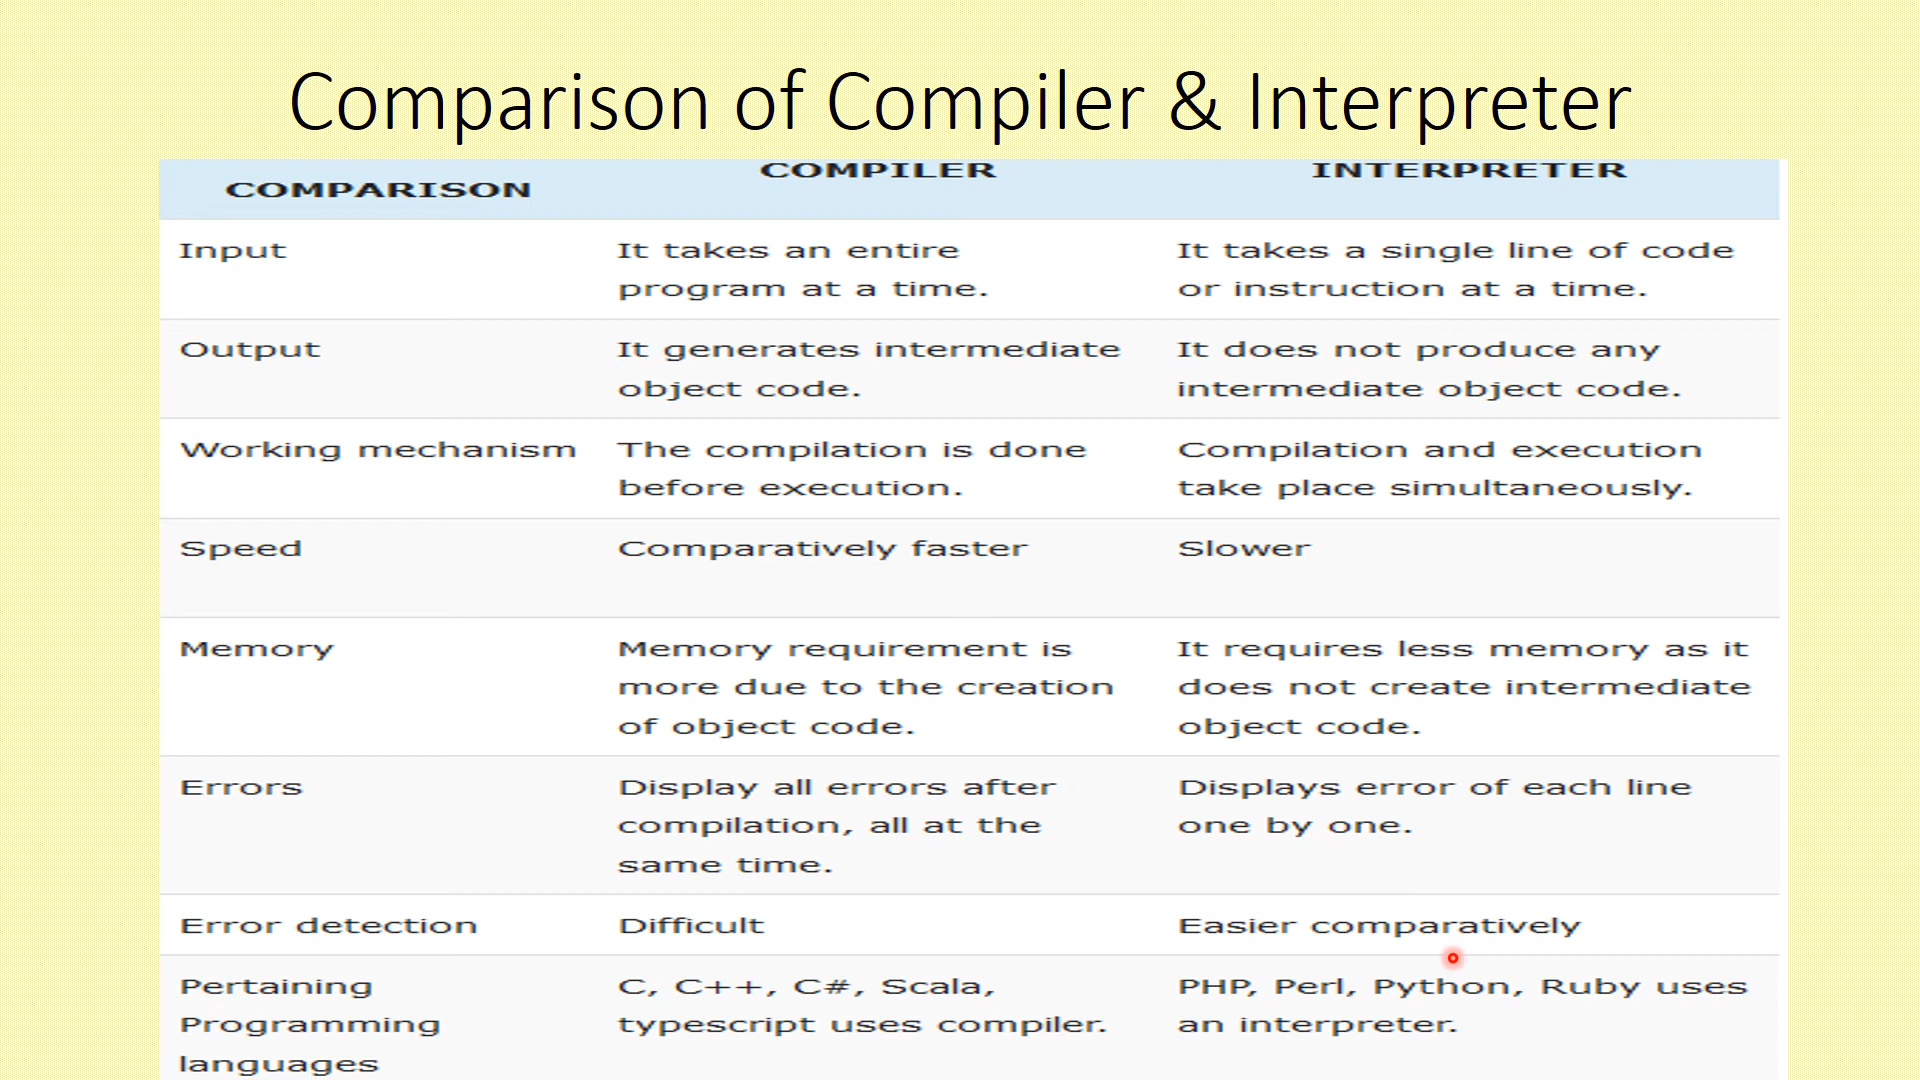 Comparison of Compiler & Interpreter
COMPARISON COMPILER INTERPRETER
Input It takes an entire It takes a single line of code
program at a time. or instruction at a time.
Output It generates intermediate It does not produce any
object code. intermediate object code.
Working mechanism The compilation is done Compilation and execution
before execution. take place simultaneously.
Speed Comparatively faster Slower
Memory Memory requirement is It requires less memory as it
more due to the creation does not create intermediate
of object code. object code.
Errors Display all errors after Displays error of each line
compilation, all at the one by one.
same time.
Error detection Difficult Easier comparatively
Pertaining C, C++, C#, Scala, PHP, Perl, Python, Ruby uses
Programming typescript uses compiler. an interpreter.
languages